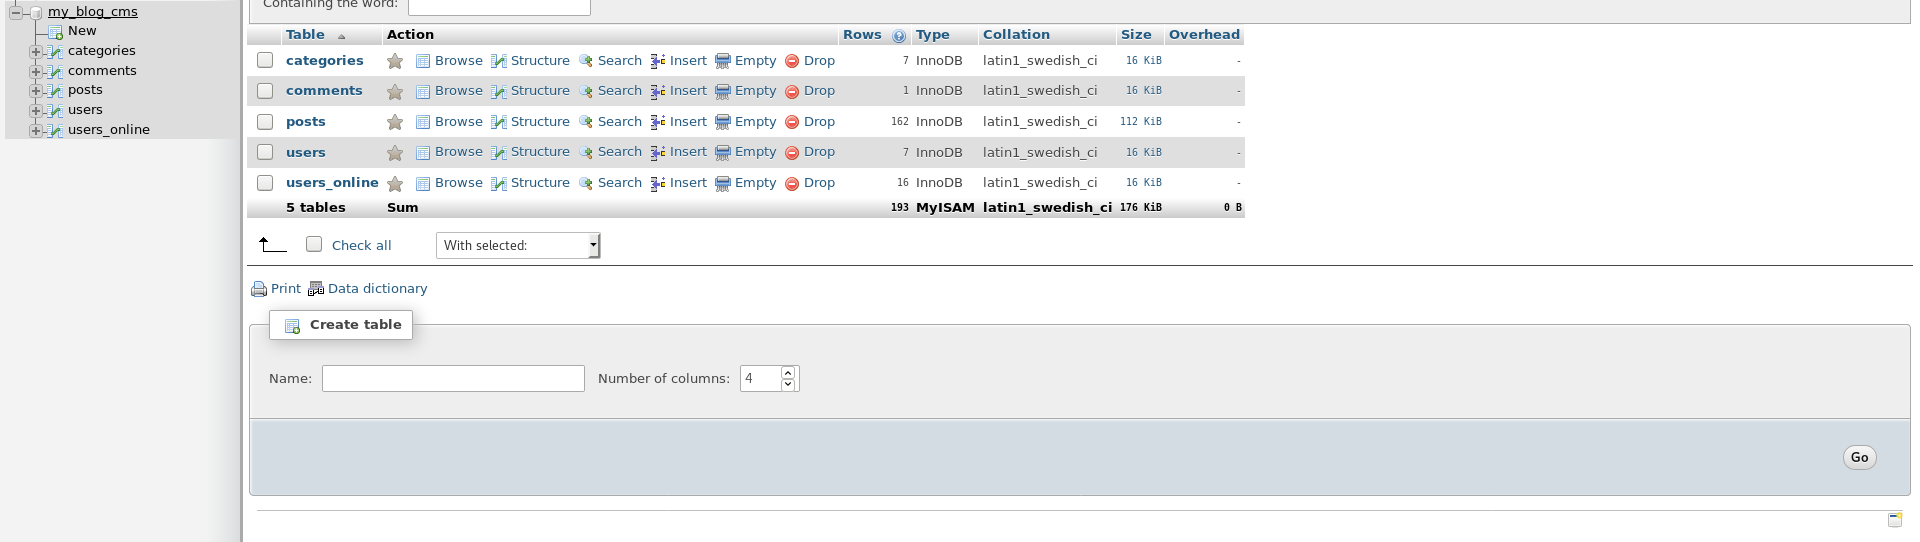 my_blog_cms
New
categories
comments
posts
users
users_online
Containing the word:
Table Action Rows Type Collation Size Overhead
categories Browse Structure Search Insert Empty Drop 7 InnoDB latin1_swedish_ci 16 KiB -
comments Browse Structure Search Insert Empty Drop 1 InnoDB latin1_swedish_ci 16 KiB -
posts Browse Structure Search Insert Empty Drop 162 InnoDB latin1_swedish_ci 112 KiB -
users Browse Structure Search Insert Empty Drop 7 InnoDB latin1_swedish_ci 16 KiB -
users_online Browse Structure Search Insert Empty Drop 16 InnoDB latin1_swedish_ci 16 KiB -
5 tables Sum 193 MyISAM latin1_swedish_ci 176 KiB 0 B
Check all With selected:
Print Data dictionary
Create table
Name: Number of columns: 4
Go